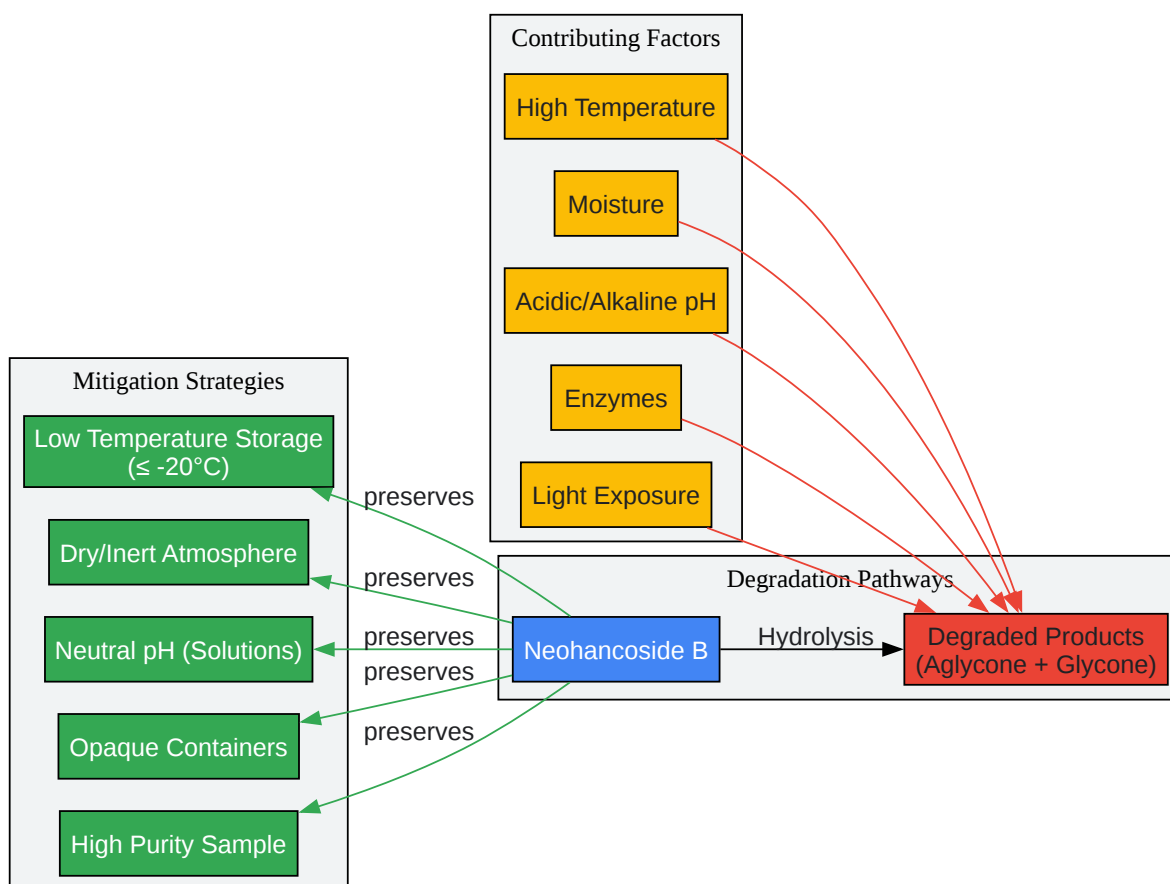 Contributing Factors
High Temperature
Moisture
Acidic/Alkaline pH
Enzymes
Light Exposure
Mitigation Strategies
Low Temperature Storage
(≤ -20°C)
Dry/Inert Atmosphere
Neutral pH (Solutions)
Opaque Containers
High Purity Sample
preserves
preserves
preserves
preserves
preserves
Degradation Pathways
Neohancoside B
Hydrolysis
Degraded Products
(Aglycone + Glycone)